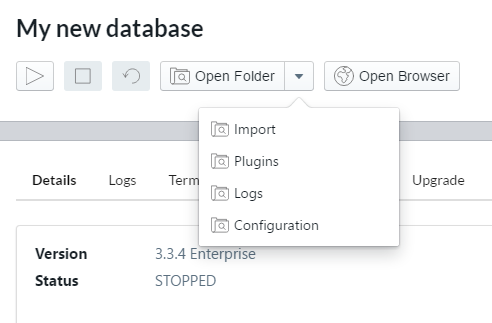 My new database
Open Folder Open Browser
Import
Plugins
Logs
Configuration
Details Logs Term Upgrade
Version 3.3.4 Enterprise
Status STOPPED